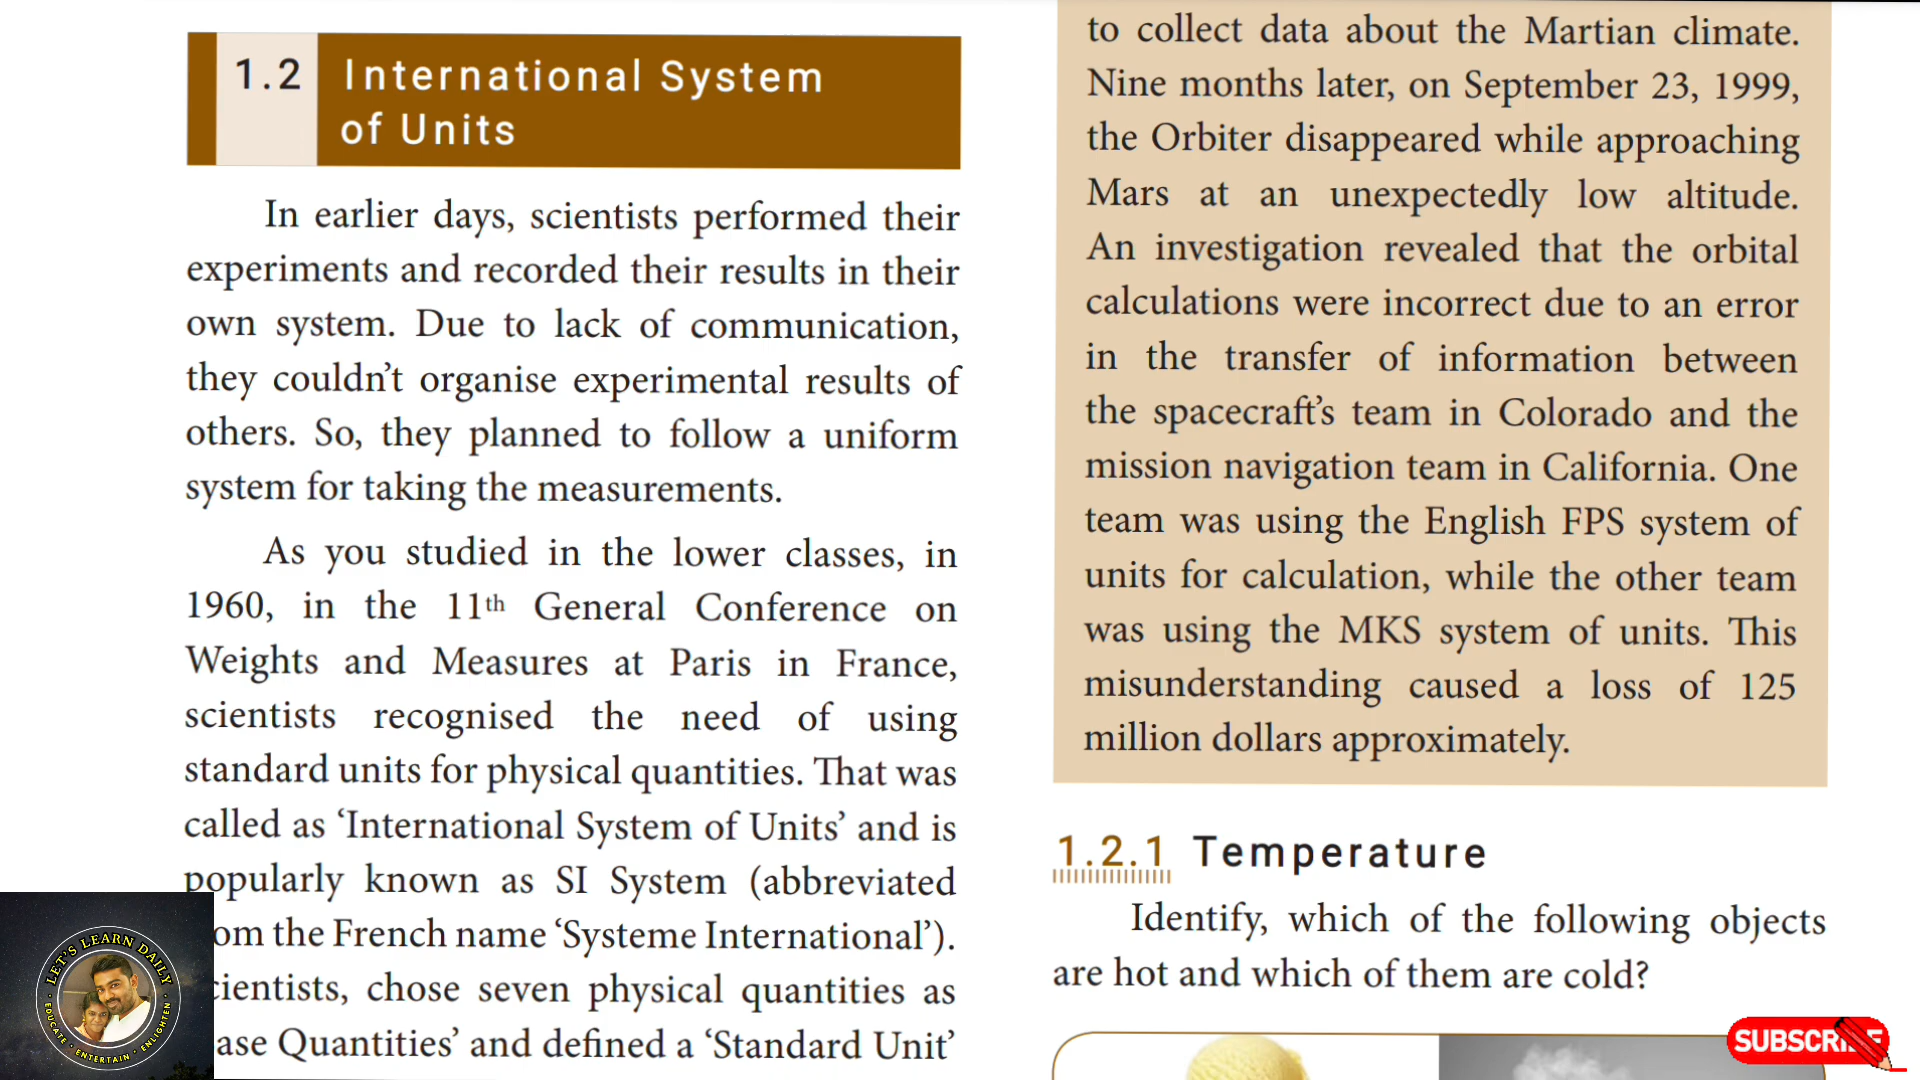 1.2 International System
of Units
In earlier days, scientists performed their
experiments and recorded their results in their
own system. Due to lack of communication,
they couldn't organise experimental results of
others. So, they planned to follow a uniform
system for taking the measurements.
As you studied in the lower classes, in
1960, in the 11th General Conference on
Weights and Measures at Paris in France,
scientists recognised the need of using
standard units for physical quantities. That was
called as 'International System of Units' and is
popularly known as SI System (abbreviated
om the French name 'Systeme International').
cientists, chose seven physical quantities as
ase Quantities' and defined a 'Standard Unit'
to collect data about the Martian climate.
Nine months later, on September 23, 1999,
the Orbiter disappeared while approaching
Mars at an unexpectedly low altitude.
An investigation revealed that the orbital
calculations were incorrect due to an error
in the transfer of information between
the spacecraft's team in Colorado and the
mission navigation team in California. One
team was using the English FPS system of
units for calculation, while the other team
was using the MKS system of units. This
misunderstanding caused a loss of 125
million dollars approximately.
1.2.1 Temperature
Identify, which of the following objects
are hot and which of them are cold?
LET'S LEARN DAILY
EDUCATE • ENTERTAIN • ENLIGHTEN
SUBSCRIBE